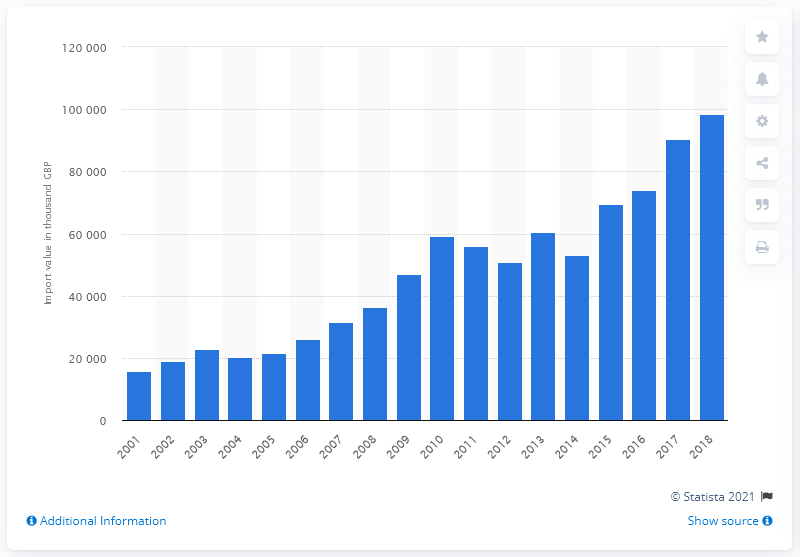 120 000
100 000
80 000
60 000
40 000
20 000
0
Import value in thousand GBP
2001 2002 2003 2004 2005 2006 2007 2008 2009 2010 2011 2012 2013 2014 2015 2016 2017 2018
© Statista 2021
Additional Information
Show source